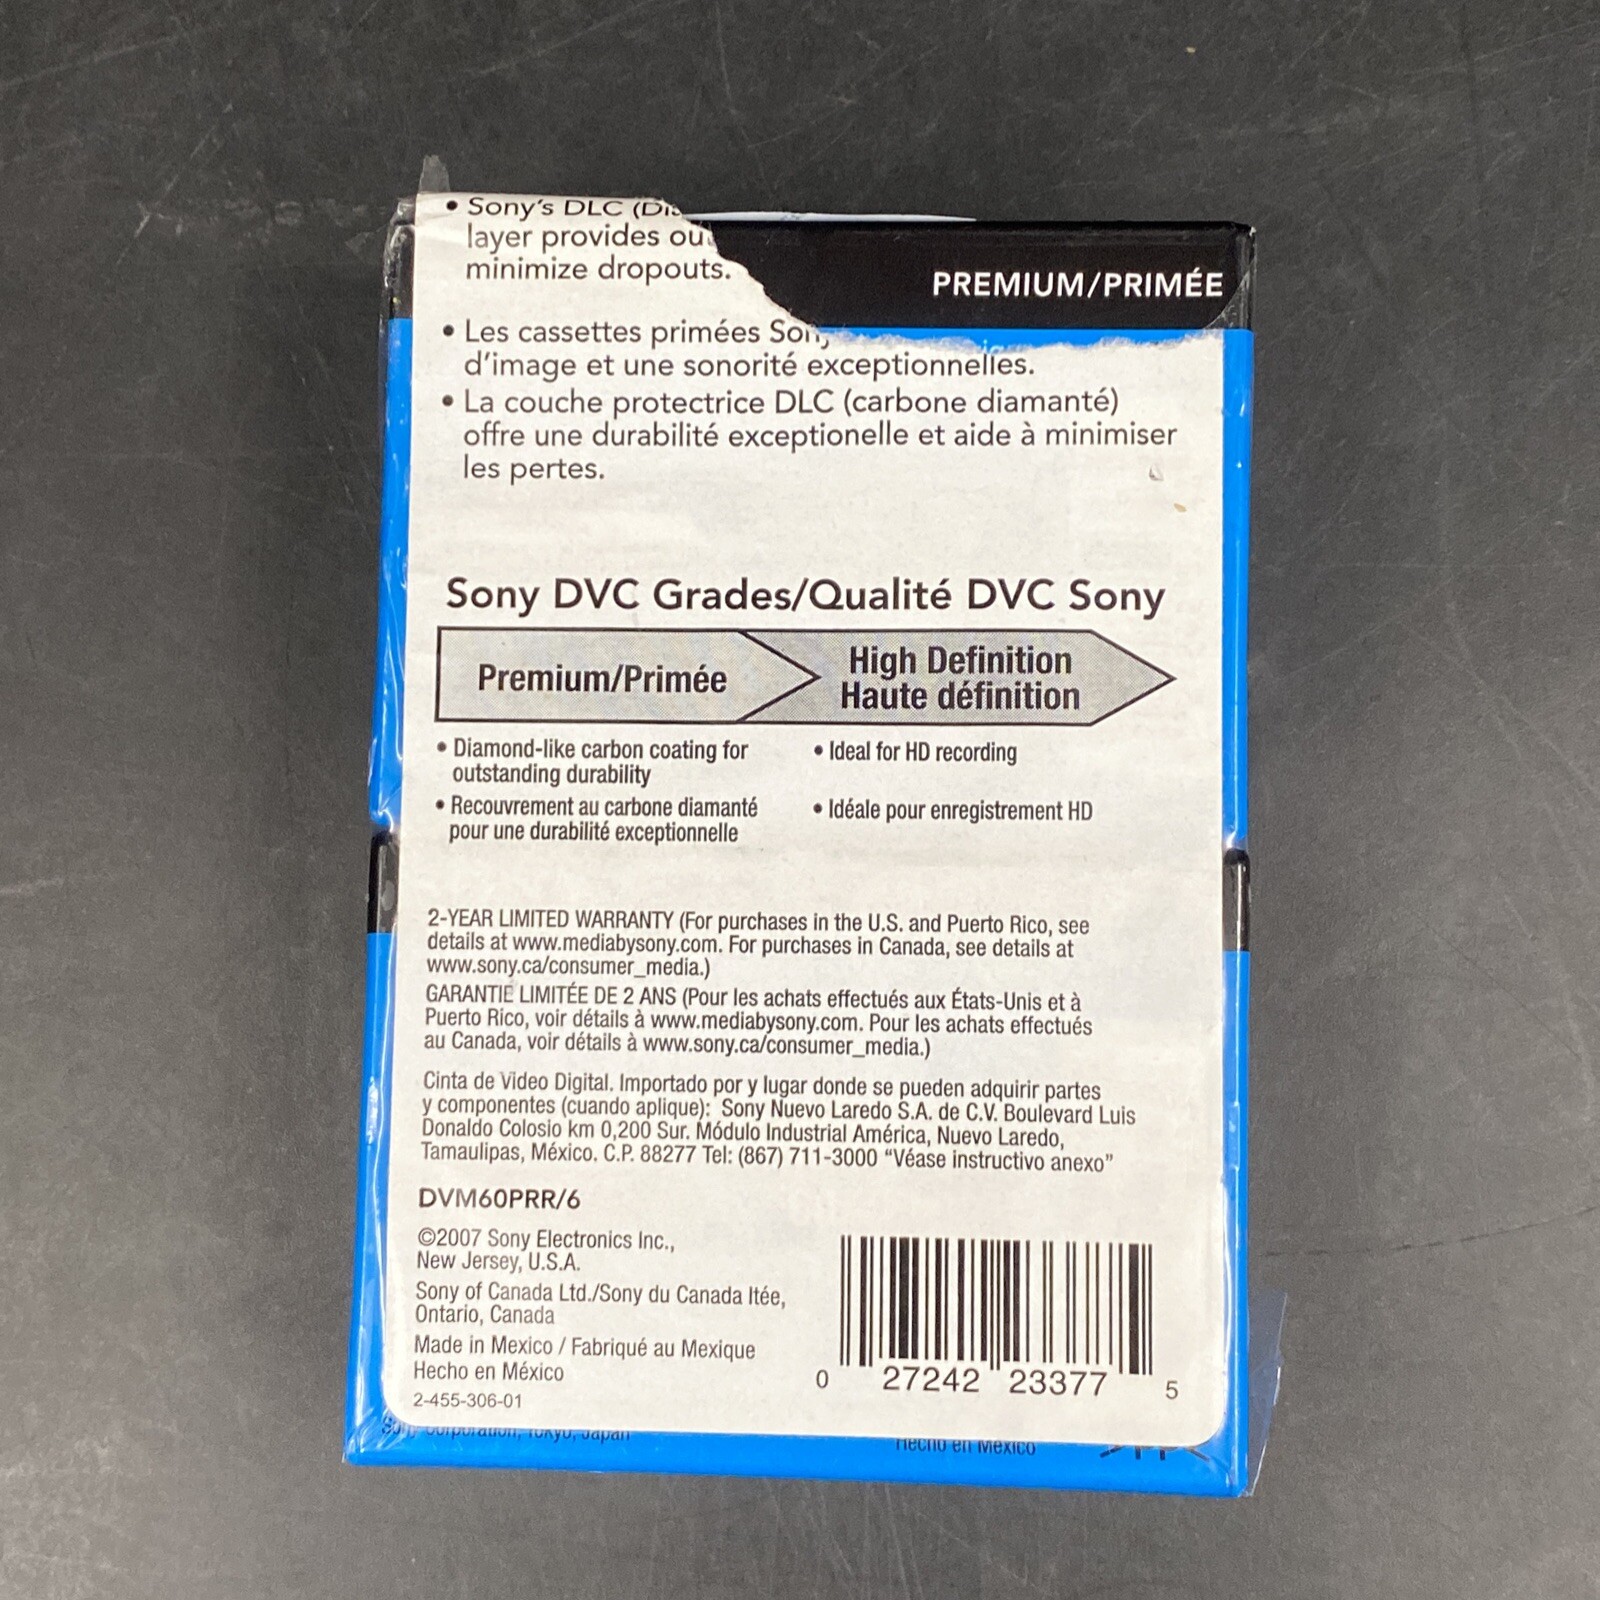 • Sony's DLC
layer provides
minimize dropouts.
PREMIUM/PRIMÉE
• Les cassettes primées
d'image et une sonorité exceptionnelles.
• La couche protectrice DLC (carbone diamanté)
offre une durabilité exceptionelle et aide à minimiser
les pertes.
Sony DVC Grades/Qualité DVC Sony
Premium/Primée
High Definition
Haute définition
• Diamond-like carbon coating for
outstanding durability
• Recouvrement au carbone diamanté
pour une durabilité exceptionnelle
• Ideal for HD recording
• Idéale pour enregistrement HD
2-YEAR LIMITED WARRANTY (For purchases in the U.S. and Puerto Rico, see
details at www.mediabysony.com. For purchases in Canada, see details at
www.sony.ca/consumer_media.)
GARANTIE LIMITÉE DE 2 ANS (Pour les achats effectués aux États-Unis et à
Puerto Rico, voir détails à www.mediabysony.com. Pour les achats effectués
au Canada, voir détails à www.sony.ca/consumer_media.)
Cinta de Video Digital. Importado por y lugar donde se pueden adquirir partes
y componentes (cuando aplique): Sony Nuevo Laredo S.A. de C.V. Boulevard Luis
Donaldo Colosio km 0,200 Sur. Módulo Industrial América, Nuevo Laredo,
Tamaulipas, México. C.P. 88277 Tel: (867) 711-3000 “Véase instructivo anexo”
DVM60PRR/6
©2007 Sony Electronics Inc.,
New Jersey, U.S.A.
Sony of Canada Ltd./Sony du Canada ltée,
Ontario, Canada
Made in Mexico / Fabriqué au Mexique
Hecho en México
2-455-306-01
0 27242 23377 5
Sony Corporation, Tokyo, Japan
Hecho en México